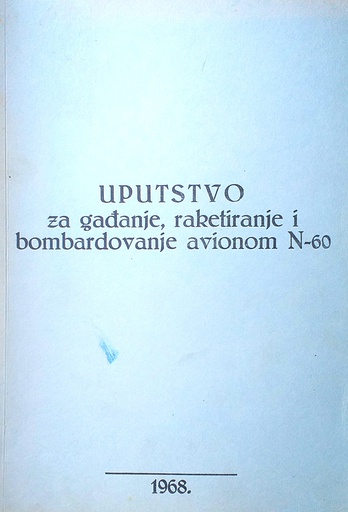 UPUTSTVO
za gađanje, raketiranje i
bombardovanje avionom N-60
1968.